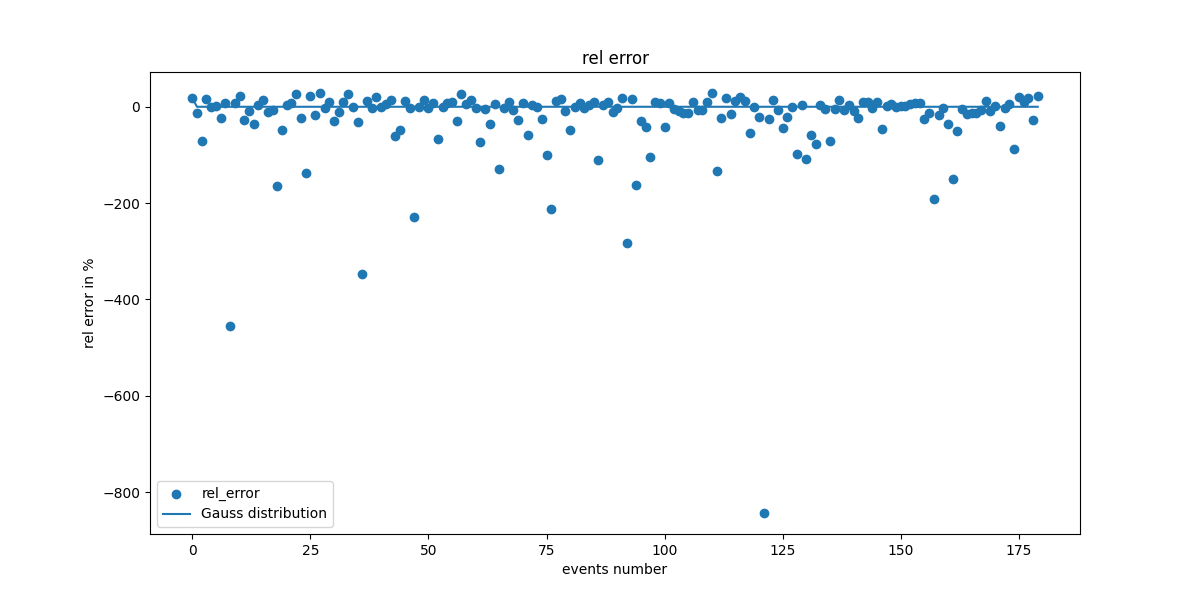 rel error
rel error in %
0
−200
−400
−600
−800
rel_error
Gauss distribution
0 25 50 75 100 125 150 175
events number